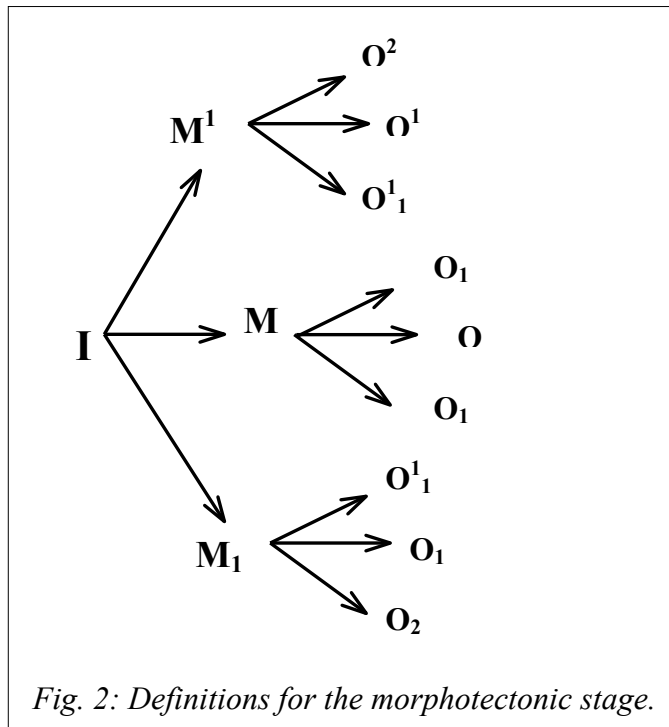 O²
M¹
O¹
O¹₁
O₁
I
M
O
O₁
O¹₁
M₁
O₁
O₂
Fig. 2: Definitions for the morphotectonic stage.